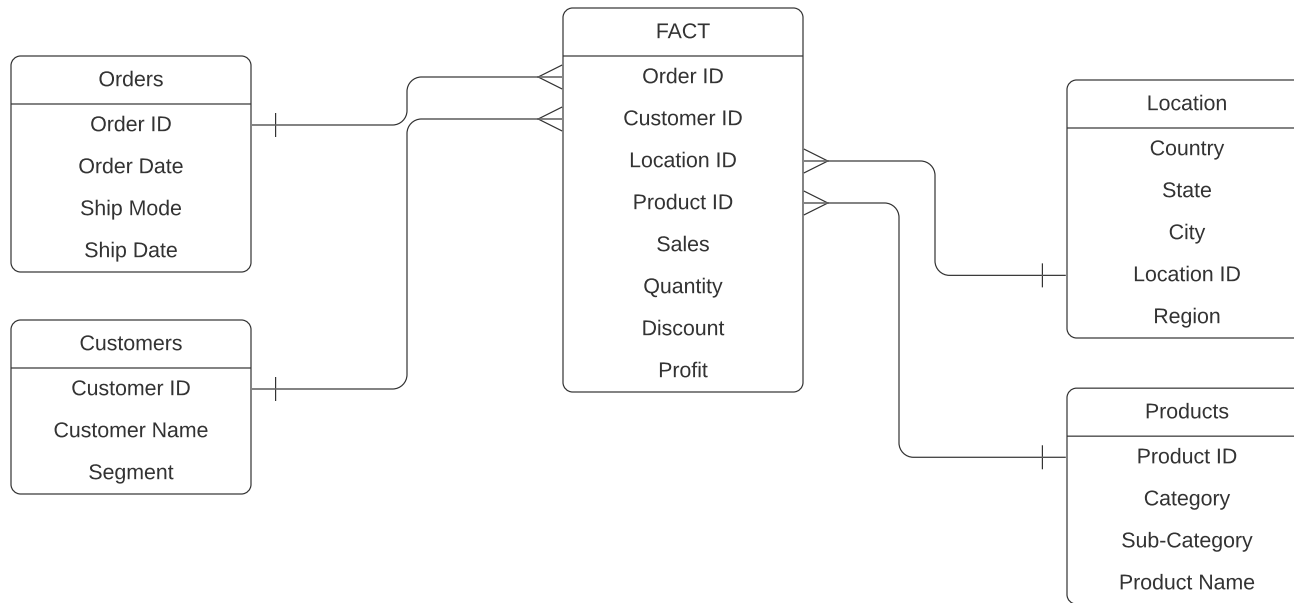 Orders
Order ID
Order Date
Ship Mode
Ship Date
Customers
Customer ID
Customer Name
Segment
FACT
Order ID
Customer ID
Location ID
Product ID
Sales
Quantity
Discount
Profit
Location
Country
State
City
Location ID
Region
Products
Product ID
Category
Sub-Category
Product Name